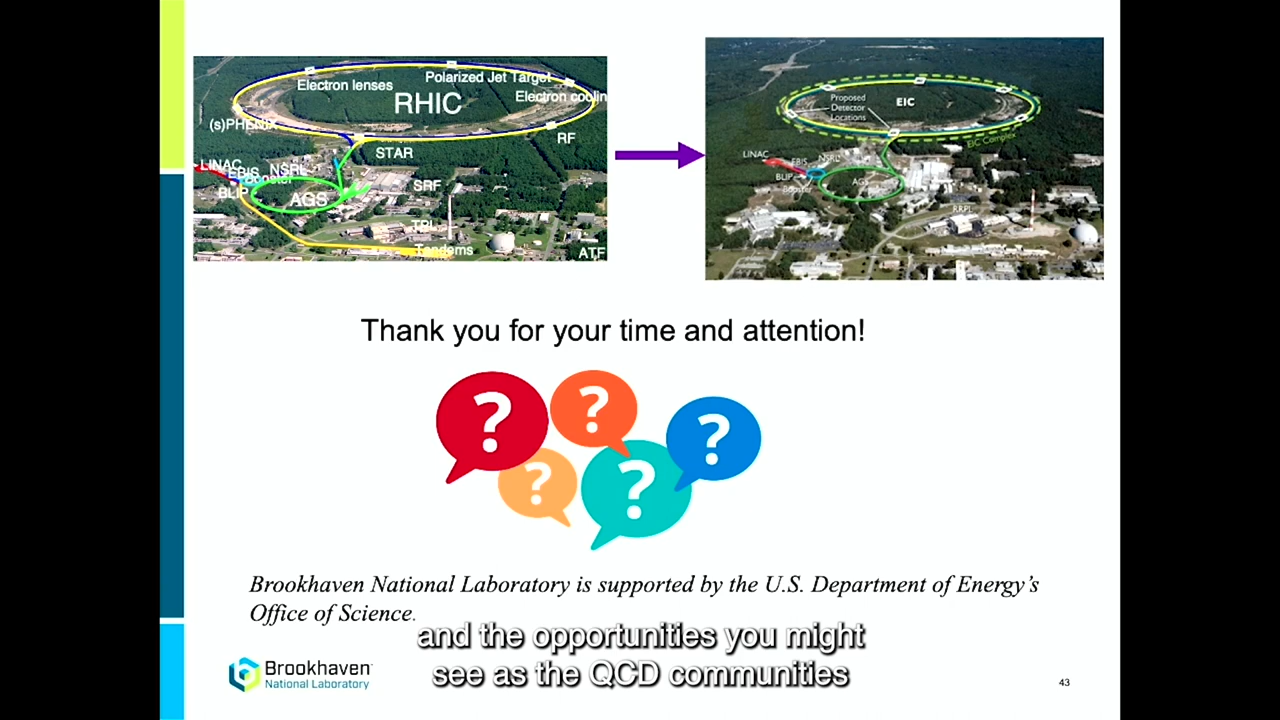 Electron lenses
Polarized Jet Target
RHIC
Electron coolin
(s)PHENIX
RF
STAR
LINAC
EBIS
NSRL
Booster
BLIP
AGS
SRF
TPL
Tandems
ATF
EIC
Proposed
Detector
Locations
EIC Complex
LINAC
EBIS
NSRL
BLIP
Booster
AGS
RRPL
Thank you for your time and attention!
?
?
?
?
?
Brookhaven National Laboratory is supported by the U.S. Department of Energy's
Office of Science.
and the opportunities you might
see as the QCD communities
Brookhaven
National Laboratory
43